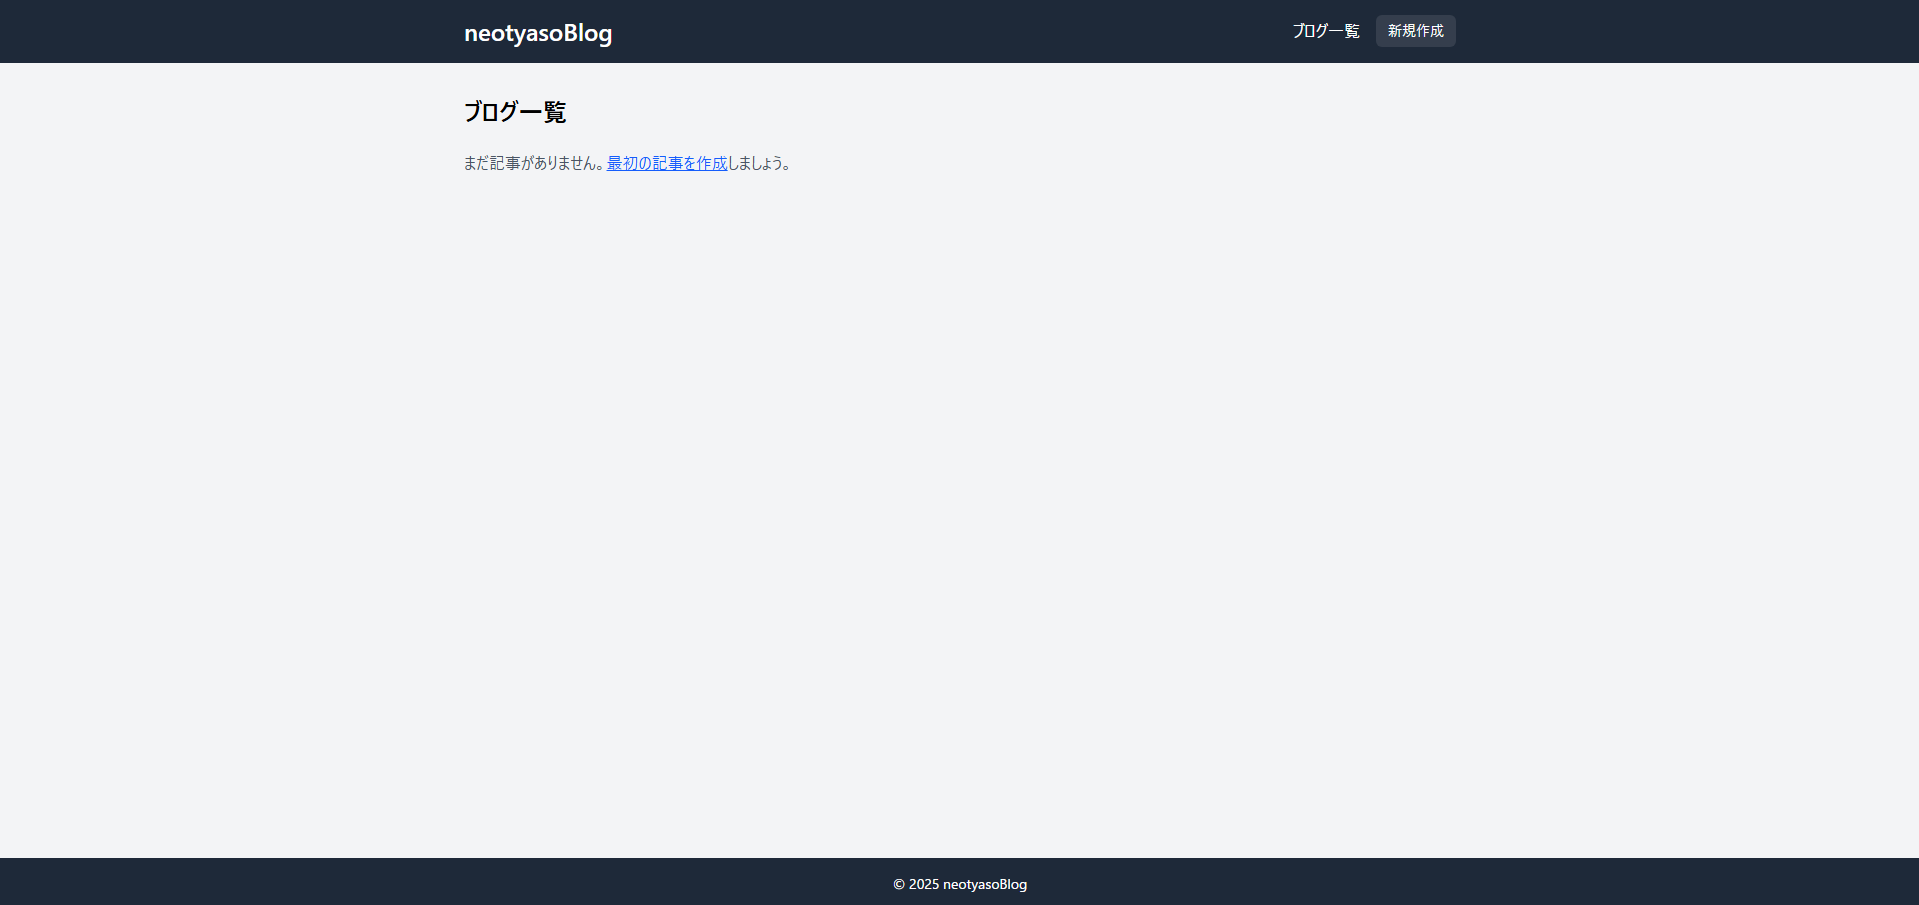 neotyasoBlog
ブログ一覧
新規作成
ブログ一覧
まだ記事がありません。最初の記事を作成しましょう。
© 2025 neotyasoBlog